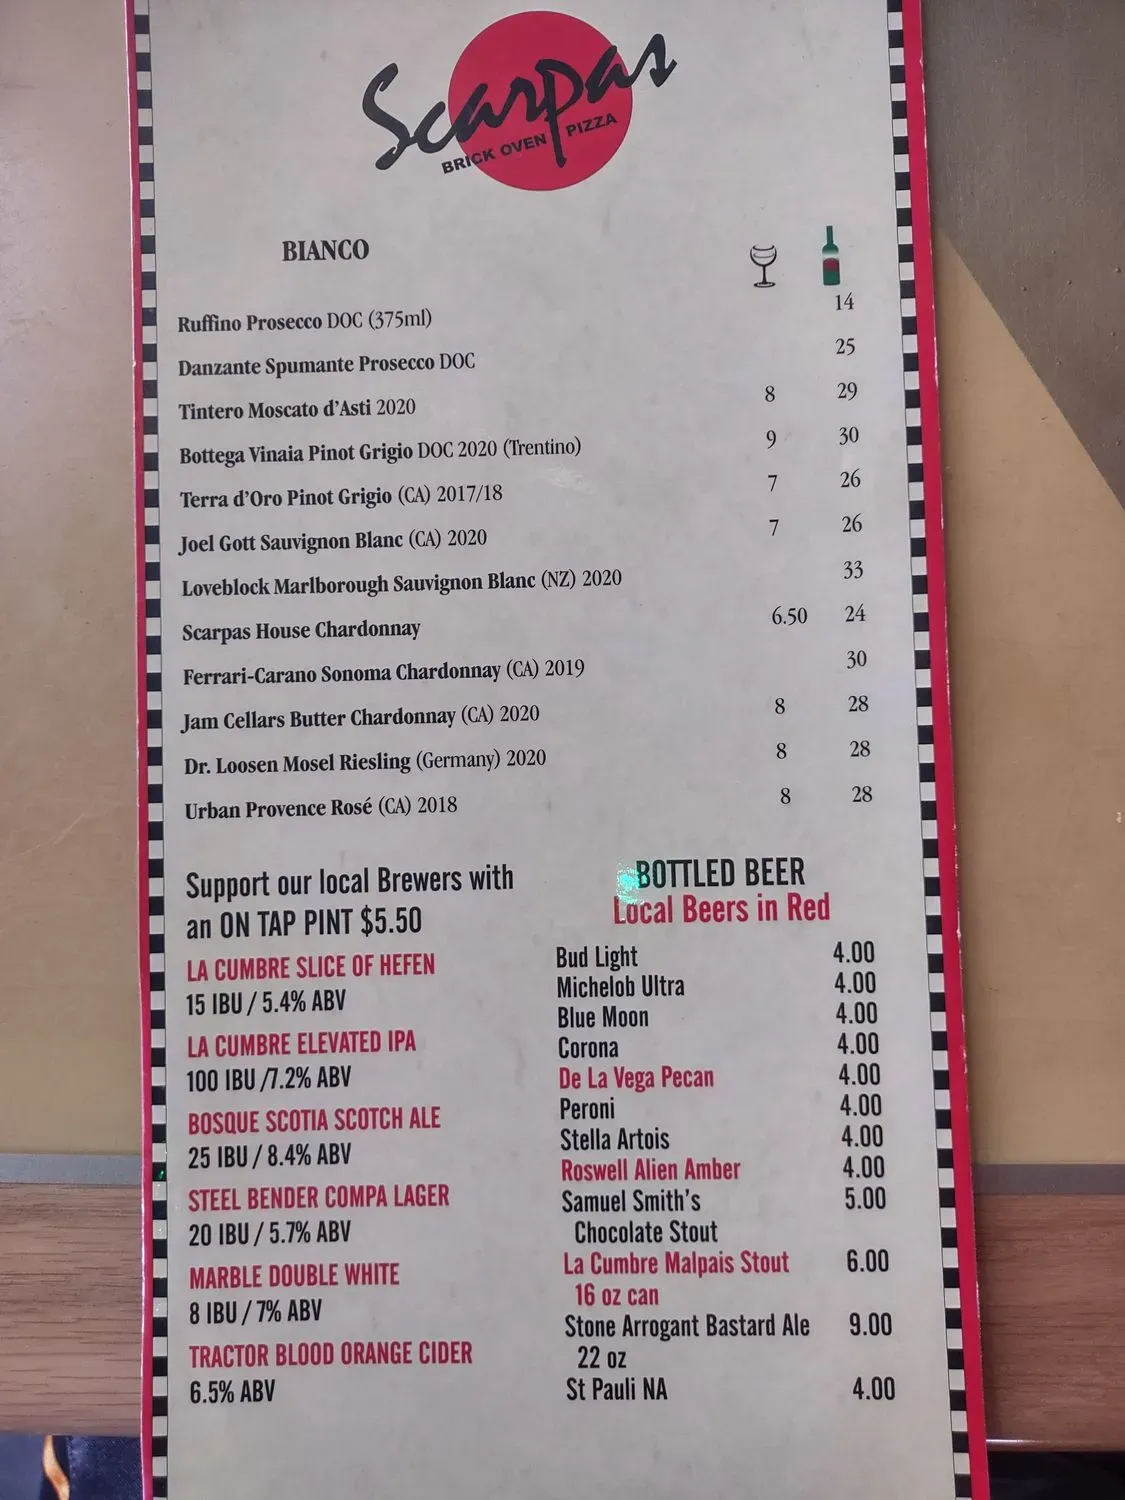 Scarpas
BRICK OVEN PIZZA
BIANCO
Ruffino Prosecco DOC (375ml) 14
Danzante Spumante Prosecco DOC 25
Tintero Moscato d'Asti 2020 8 29
Bottega Vinaia Pinot Grigio DOC 2020 (Trentino) 9 30
Terra d'Oro Pinot Grigio (CA) 2017/18 7 26
Joel Gott Sauvignon Blanc (CA) 2020 7 26
Loveblock Marlborough Sauvignon Blanc (NZ) 2020 33
Scarpas House Chardonnay 6.50 24
Ferrari-Carano Sonoma Chardonnay (CA) 2019 30
Jam Cellars Butter Chardonnay (CA) 2020 8 28
Dr. Loosen Mosel Riesling (Germany) 2020 8 28
Urban Provence Rosé (CA) 2018 8 28
Support our local Brewers with
an ON TAP PINT $5.50
LA CUMBRE SLICE OF HEFEN
15 IBU / 5.4% ABV
LA CUMBRE ELEVATED IPA
100 IBU /7.2% ABV
BOSQUE SCOTIA SCOTCH ALE
25 IBU / 8.4% ABV
STEEL BENDER COMPA LAGER
20 IBU / 5.7% ABV
MARBLE DOUBLE WHITE
8 IBU / 7% ABV
TRACTOR BLOOD ORANGE CIDER
6.5% ABV
BOTTLED BEER
Local Beers in Red
Bud Light 4.00
Michelob Ultra 4.00
Blue Moon 4.00
Corona 4.00
De La Vega Pecan 4.00
Peroni 4.00
Stella Artois 4.00
Roswell Alien Amber 4.00
Samuel Smith's 5.00
Chocolate Stout
La Cumbre Malpais Stout 6.00
16 oz can
Stone Arrogant Bastard Ale 9.00
22 oz
St Pauli NA 4.00